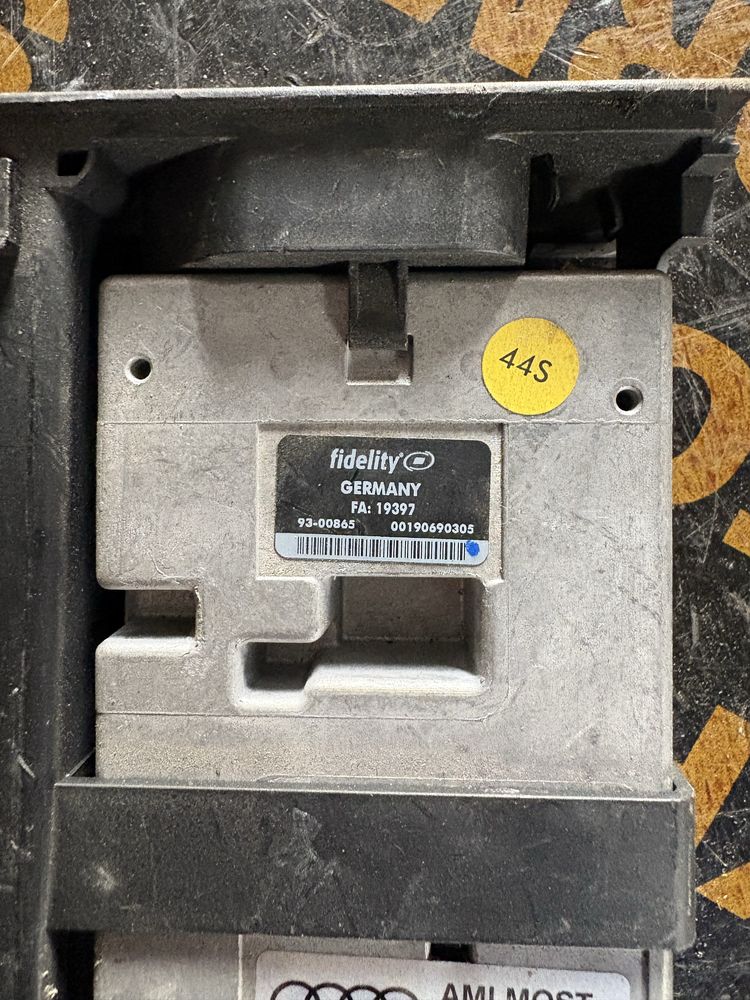 44S
fidelity
GERMANY
FA: 19397
93-00865 00190690305
AMI MOST